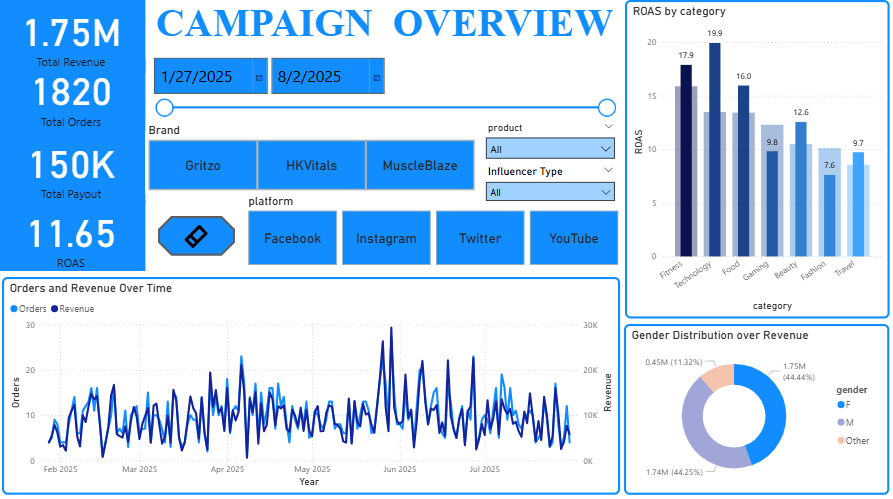 CAMPAIGN OVERVIEW
1.75M
Total Revenue
1820
Total Orders
150K
Total Payout
11.65
ROAS
1/27/2025
8/2/2025
Brand
Gritzo
HKVitals
MuscleBlaze
product
All
Influencer Type
All
platform
Facebook
Instagram
Twitter
YouTube
ROAS by category
ROAS
20
15
10
5
0
17.9
19.9
16.0
9.8
12.6
7.6
9.7
Fitness
Technology
Food
Gaming
Beauty
Fashion
Travel
category
Orders and Revenue Over Time
Orders
Revenue
Orders
30
20
10
0
30K
20K
10K
0K
Revenue
Feb 2025
Mar 2025
Apr 2025
May 2025
Jun 2025
Jul 2025
Year
Gender Distribution over Revenue
0.45M (11.32%)
1.75M
(44.44%)
1.74M (44.25%)
gender
F
M
Other